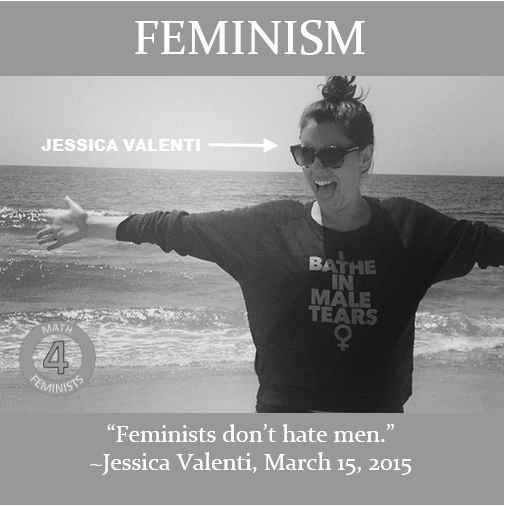 FEMINISM
JESSICA VALENTI
I
BATHE
IN
MALE
TEARS
MATH
4
FEMINISTS
“Feminists don’t hate men.”
~Jessica Valenti, March 15, 2015